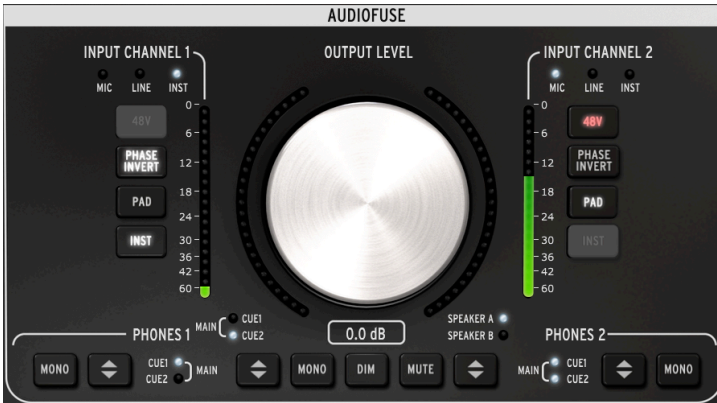 AUDIOFUSE
INPUT CHANNEL 1
OUTPUT LEVEL
INPUT CHANNEL 2
MIC LINE INST
MIC LINE INST
48V
PHASE INVERT
PAD
INST
0
6
12
18
24
30
36
42
60
0
6
12
18
24
30
36
42
60
48V
PHASE INVERT
PAD
INST
PHONES 1
MAIN
CUE1
CUE2
0.0 dB
SPEAKER A
SPEAKER B
PHONES 2
MONO
CUE1
CUE2
MAIN
MONO
DIM
MUTE
MAIN
CUE1
CUE2
MONO